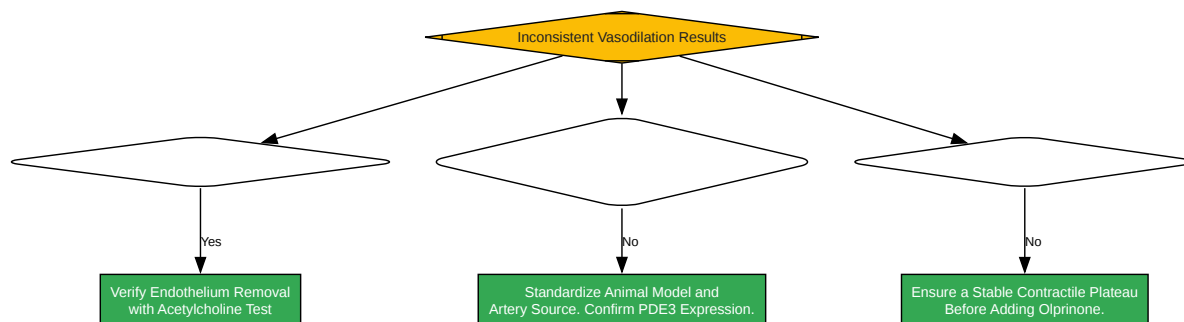 Inconsistent Vasodilation Results
Yes
No
No
Verify Endothelium Removal
with Acetylcholine Test
Standardize Animal Model and
Artery Source. Confirm PDE3 Expression.
Ensure a Stable Contractile Plateau
Before Adding Olprinone.